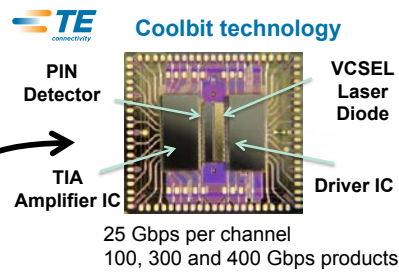 TE
connectivity
Coolbit technology
PIN
Detector
VCSEL
Laser
Diode
TIA
Amplifier IC
Driver IC
25 Gbps per channel
100, 300 and 400 Gbps products